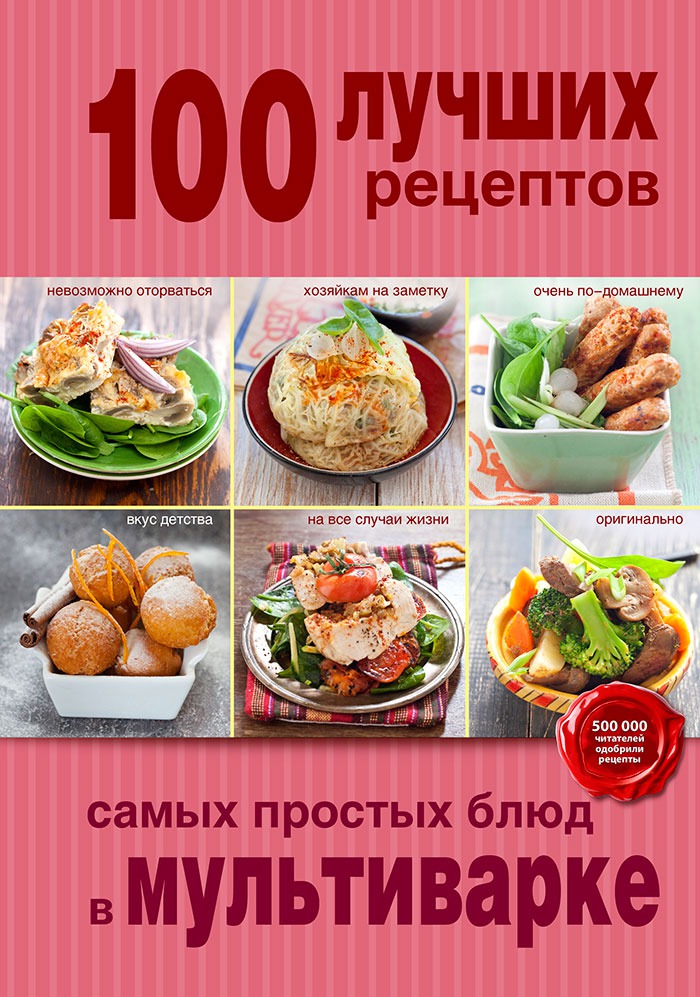 100 лучших
рецептов
невозможно оторваться
хозяйкам на заметку
очень по-домашнему
вкус детства
на все случаи жизни
оригинально
500 000
читателей
одобрили
рецепты
самых простых блюд
в мультиварке